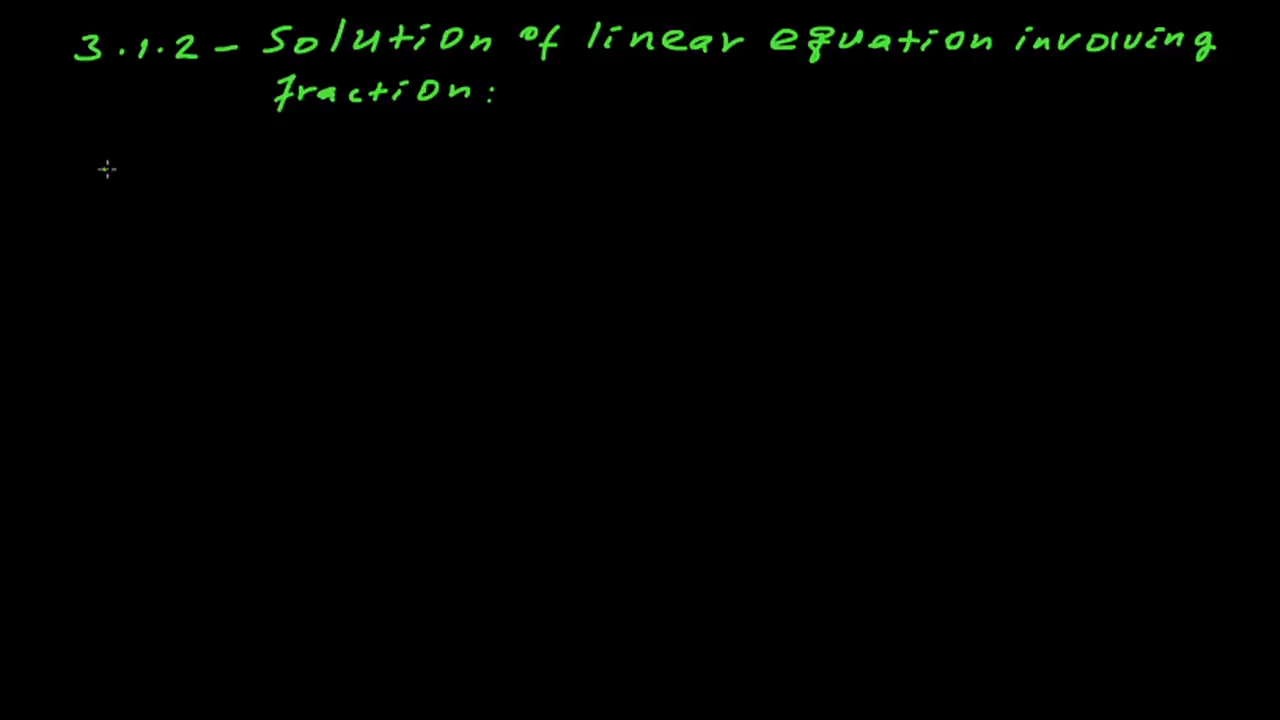 3.1.2 - Solution of linear equation involving
fraction: